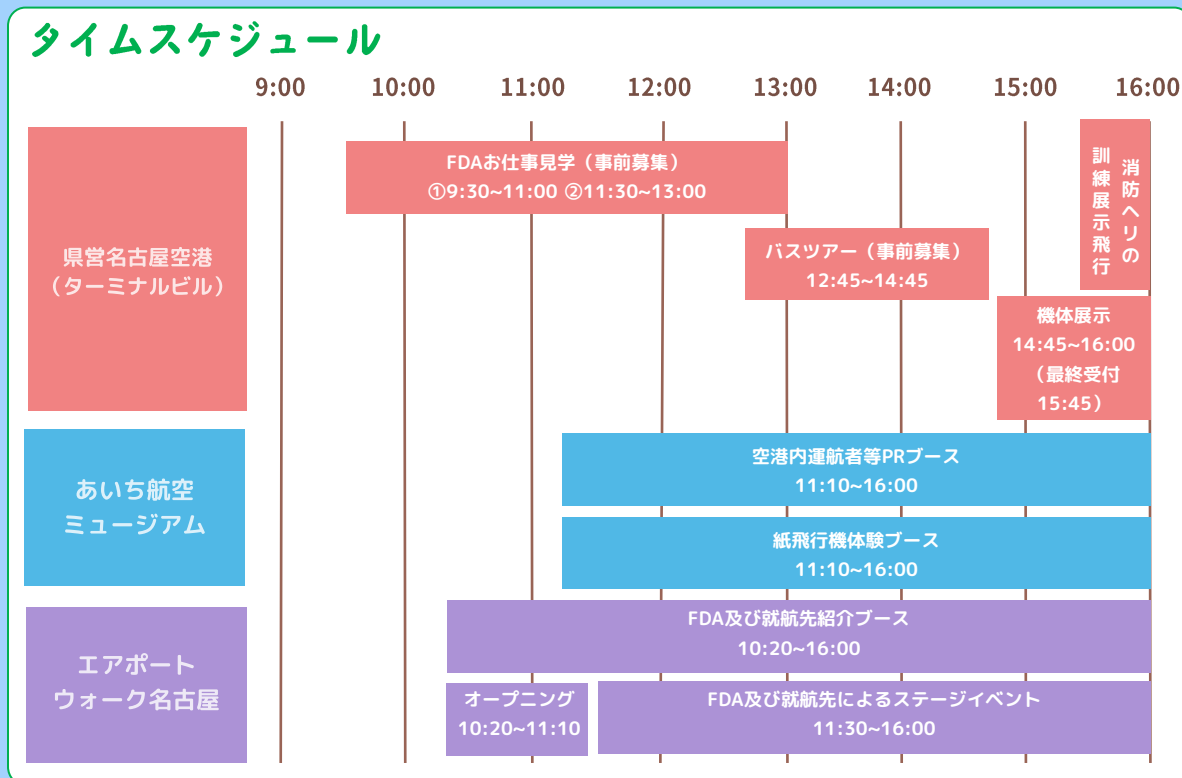 タイムスケジュール
9:00 10:00 11:00 12:00 13:00 14:00 15:00 16:00
県営名古屋空港
（ターミナルビル）
FDAお仕事見学（事前募集）
①9:30~11:00 ②11:30~13:00
バスツアー（事前募集）
12:45~14:45
消防ヘリの
訓練展示飛行
機体展示
14:45~16:00
（最終受付
15:45）
あいち航空
ミュージアム
空港内運航者等PRブース
11:10~16:00
紙飛行機体験ブース
11:10~16:00
エアポート
ウォーク名古屋
FDA及び就航先紹介ブース
10:20~16:00
オープニング
10:20~11:10
FDA及び就航先によるステージイベント
11:30~16:00